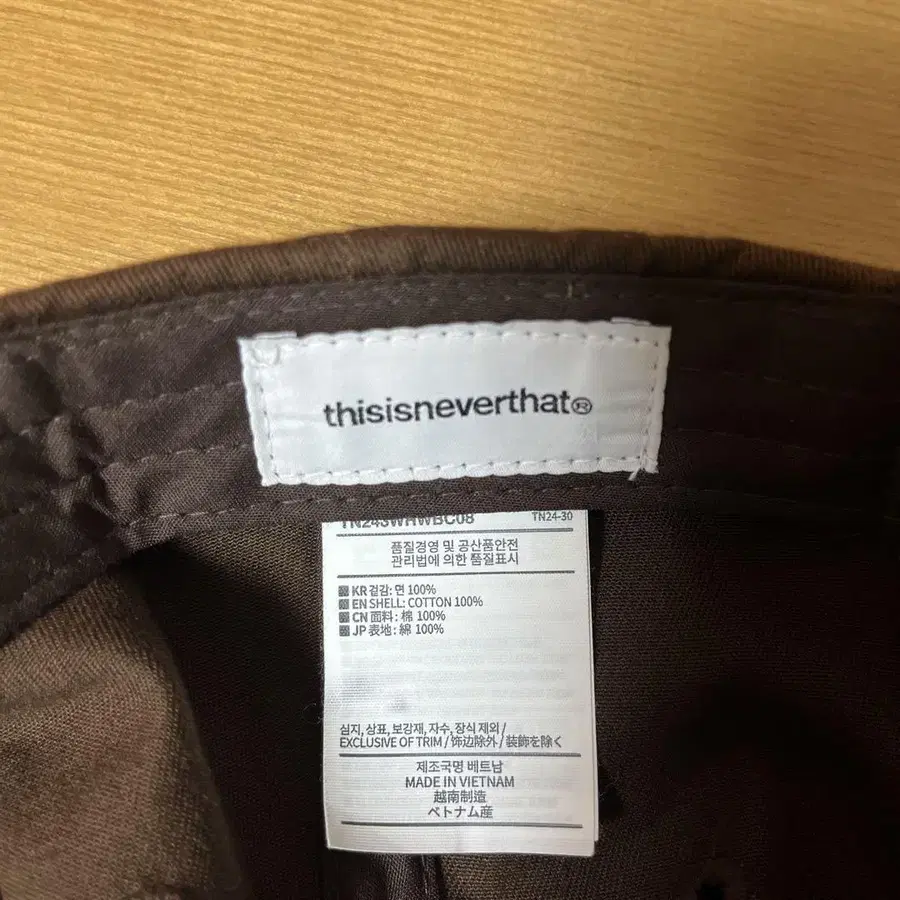 thisisneverthat®
TN243WHWBC08 TN24-30
품질경영 및 공산품안전
관리법에 의한 품질표시
KR 겉감: 면 100%
EN SHELL: COTTON 100%
CN 面料: 棉 100%
JP 表地: 綿 100%
심지, 상표, 보강재, 자수, 장식 제외 /
EXCLUSIVE OF TRIM / 饰边除外 / 装飾を除く
제조국명 베트남
MADE IN VIETNAM
越南制造
ベトナム産